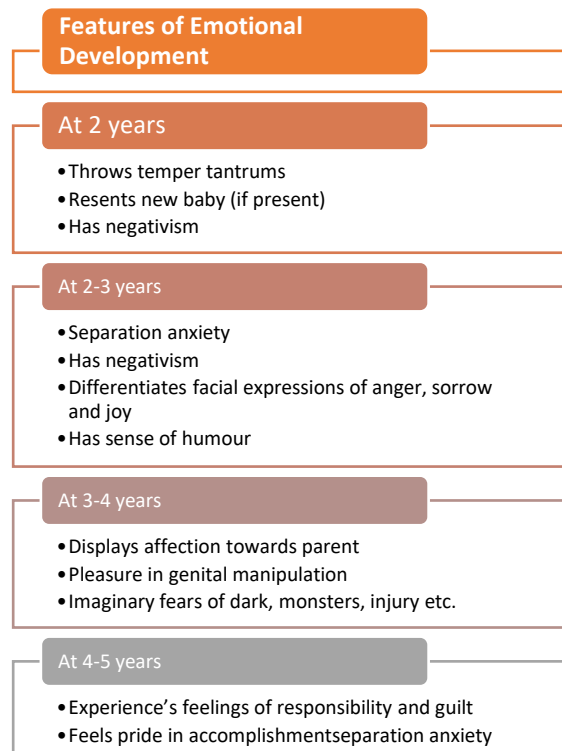 Features of Emotional
Development
At 2 years
•Throws temper tantrums
•Resents new baby (if present)
•Has negativism
At 2-3 years
•Separation anxiety
•Has negativism
•Differentiates facial expressions of anger, sorrow
and joy
•Has sense of humour
At 3-4 years
•Displays affection towards parent
•Pleasure in genital manipulation
•Imaginary fears of dark, monsters, injury etc.
At 4-5 years
•Experience’s feelings of responsibility and guilt
•Feels pride in accomplishmentseparation anxiety